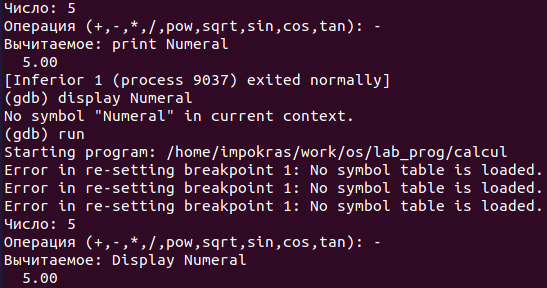 Число: 5
Операция (+,-,*,/,pow,sqrt,sin,cos,tan): -
Вычитаемое: print Numeral
  5.00
[Inferior 1 (process 9037) exited normally]
(gdb) display Numeral
No symbol "Numeral" in current context.
(gdb) run
Starting program: /home/impokras/work/os/lab_prog/calcul
Error in re-setting breakpoint 1: No symbol table is loaded.
Error in re-setting breakpoint 1: No symbol table is loaded.
Error in re-setting breakpoint 1: No symbol table is loaded.
Число: 5
Операция (+,-,*,/,pow,sqrt,sin,cos,tan): -
Вычитаемое: Display Numeral
  5.00